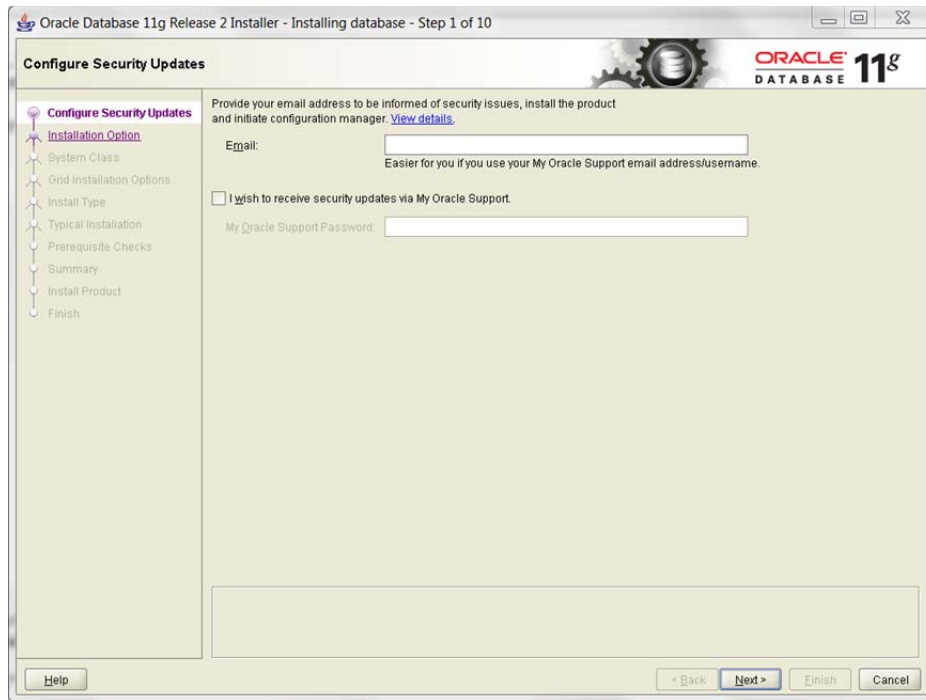 Oracle Database 11g Release 2 Installer - Installing database - Step 1 of 10
Configure Security Updates
ORACLE
DATABASE
11g
Configure Security Updates
Installation Option
System Class
Grid Installation Options
Install Type
Typical Installation
Prerequisite Checks
Summary
Install Product
Finish
Provide your email address to be informed of security issues, install the product
and initiate configuration manager. View details.
Email:
Easier for you if you use your My Oracle Support email address/username.
I wish to receive security updates via My Oracle Support.
My Oracle Support Password:
Help
< Back
Next >
Finish
Cancel